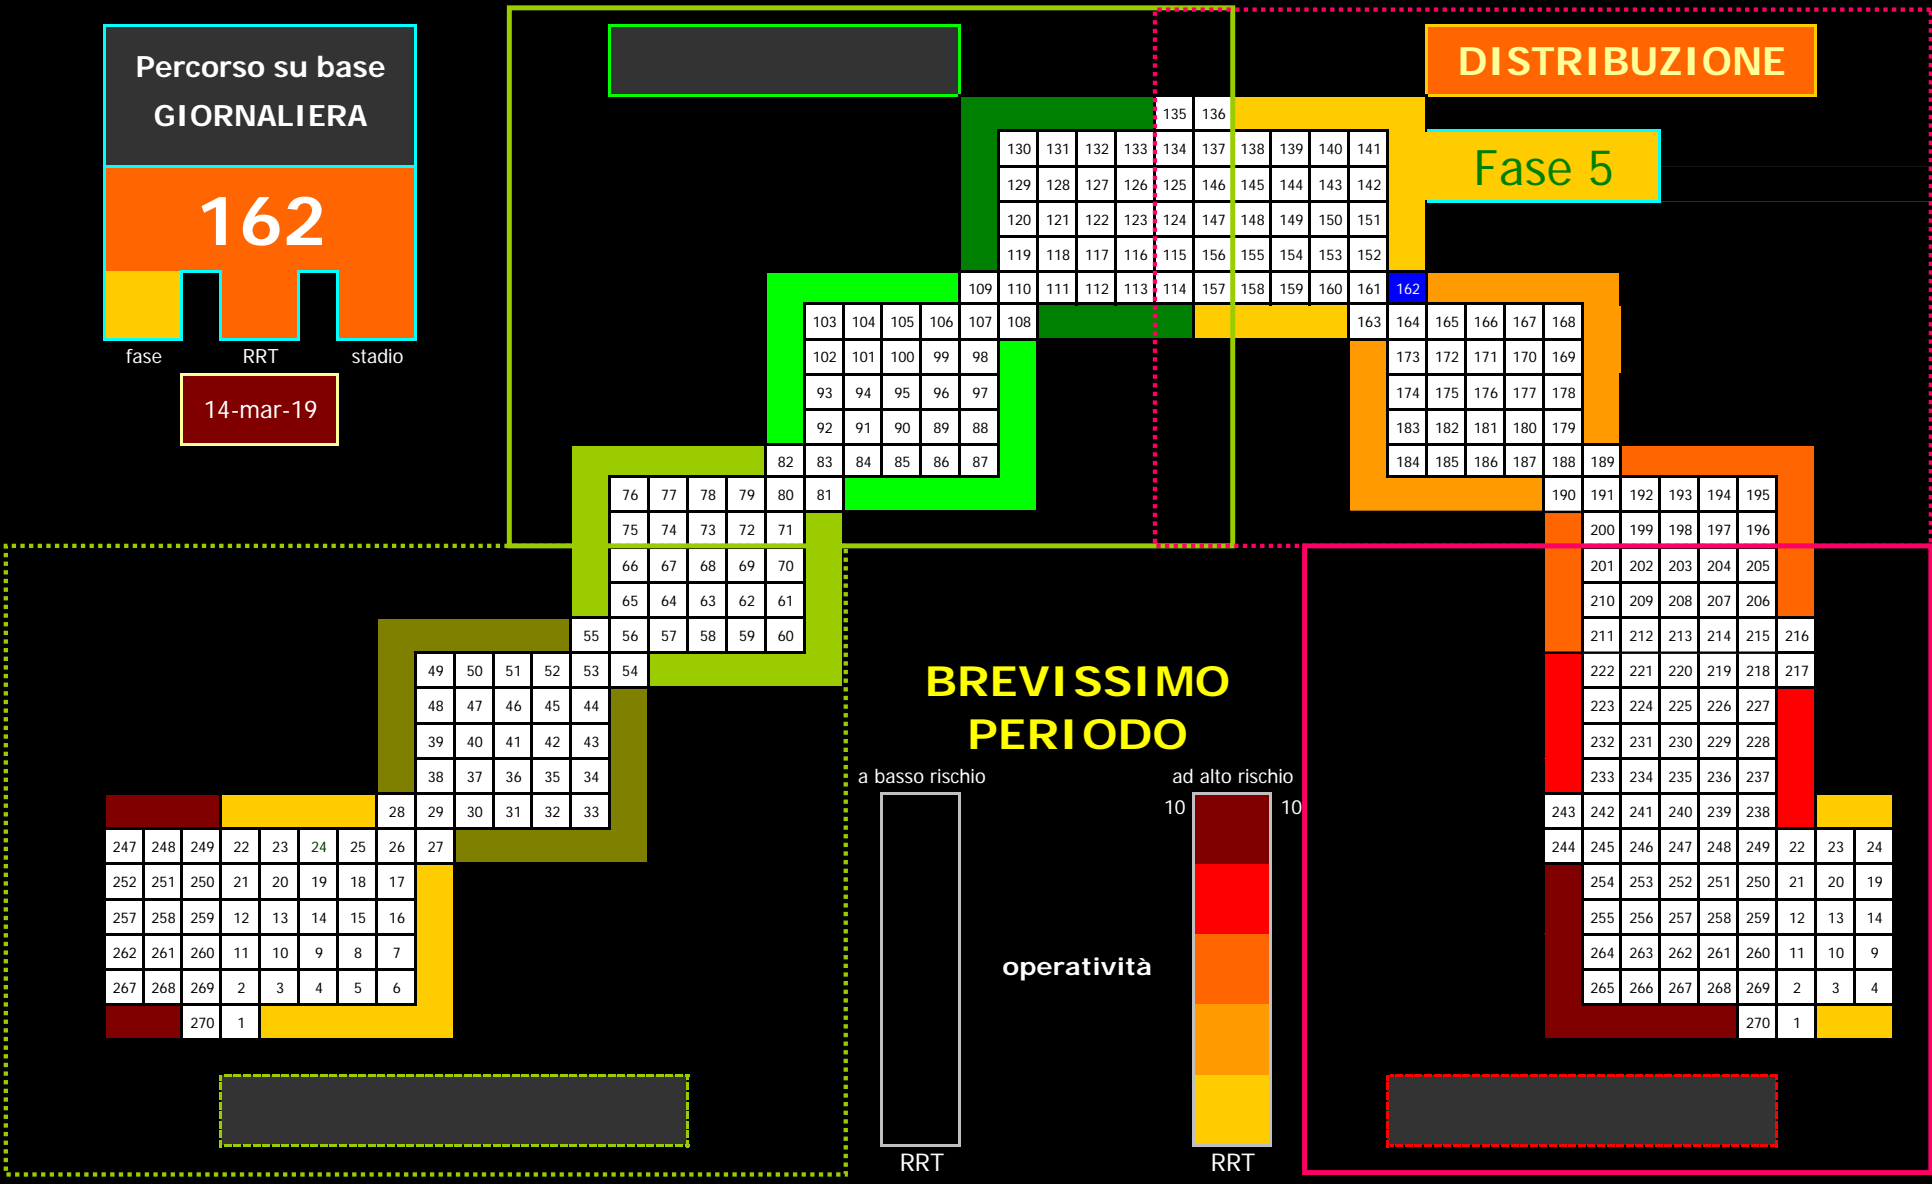 Percorso su base
GIORNALIERA
162
fase RRT stadio
14-mar-19
DISTRIBUZIONE
Fase 5
135 136
130 131 132 133 134 137 138 139 140 141
129 128 127 126 125 146 145 144 143 142
120 121 122 123 124 147 148 149 150 151
119 118 117 116 115 156 155 154 153 152
109 110 111 112 113 114 157 158 159 160 161 162
103 104 105 106 107 108 163 164 165 166 167 168
102 101 100 99 98 173 172 171 170 169
93 94 95 96 97 174 175 176 177 178
92 91 90 89 88 183 182 181 180 179
82 83 84 85 86 87 184 185 186 187 188 189
76 77 78 79 80 81 190 191 192 193 194 195
75 74 73 72 71 200 199 198 197 196
66 67 68 69 70 201 202 203 204 205
65 64 63 62 61 210 209 208 207 206
55 56 57 58 59 60 211 212 213 214 215 216
49 50 51 52 53 54 222 221 220 219 218 217
48 47 46 45 44 223 224 225 226 227
39 40 41 42 43 232 231 230 229 228
38 37 36 35 34 233 234 235 236 237
28 29 30 31 32 33 243 242 241 240 239 238
247 248 249 22 23 24 25 26 27 244 245 246 247 248 249 22 23 24
252 251 250 21 20 19 18 17 254 253 252 251 250 21 20 19
257 258 259 12 13 14 15 16 255 256 257 258 259 12 13 14
262 261 260 11 10 9 8 7 264 263 262 261 260 11 10 9
267 268 269 2 3 4 5 6 265 266 267 268 269 2 3 4
270 1 270 1
BREVISSIMO
PERIODO
a basso rischio ad alto rischio
10 10
operatività
RRT RRT